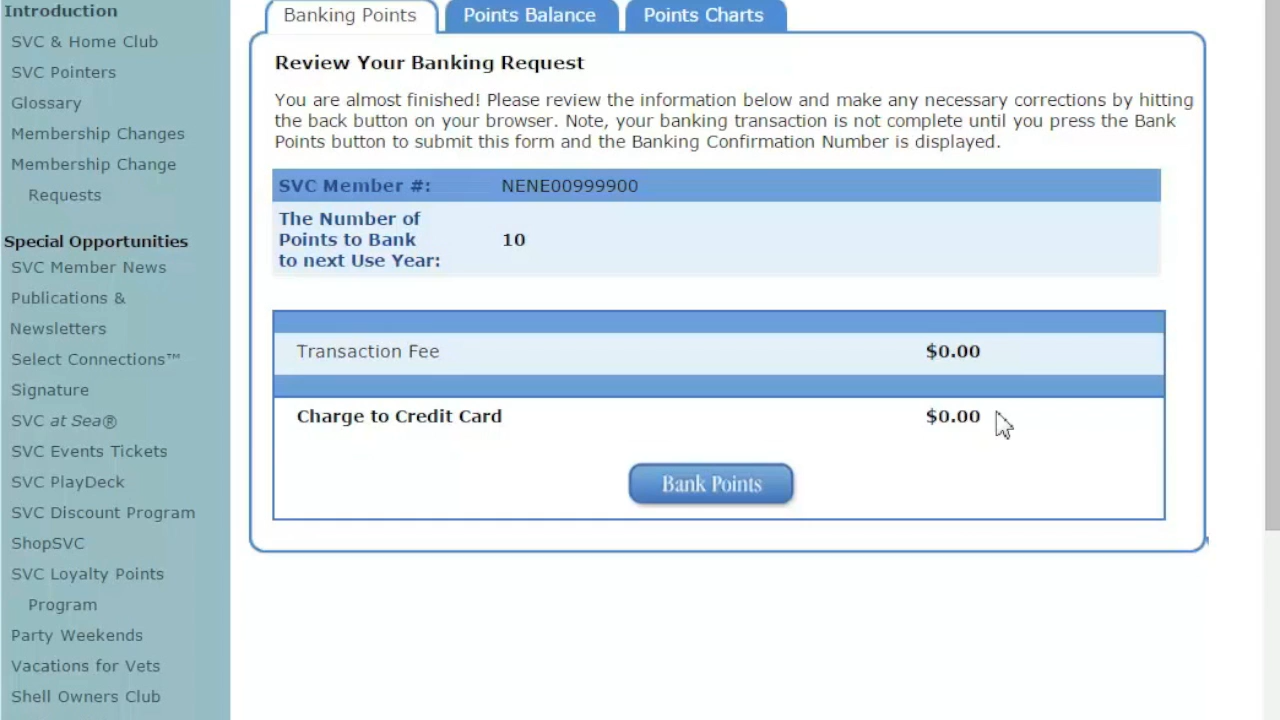 Introduction
SVC & Home Club
SVC Pointers
Glossary
Membership Changes
Membership Change
Requests
Special Opportunities
SVC Member News
Publications &
Newsletters
Select Connections™
Signature
SVC at Sea®
SVC Events Tickets
SVC PlayDeck
SVC Discount Program
ShopSVC
SVC Loyalty Points
Program
Party Weekends
Vacations for Vets
Shell Owners Club
Banking Points
Points Balance
Points Charts
Review Your Banking Request
You are almost finished! Please review the information below and make any necessary corrections by hitting
the back button on your browser. Note, your banking transaction is not complete until you press the Bank
Points button to submit this form and the Banking Confirmation Number is displayed.
SVC Member #: NENE00999900
The Number of
Points to Bank 10
to next Use Year:
Transaction Fee $0.00
Charge to Credit Card $0.00
Bank Points